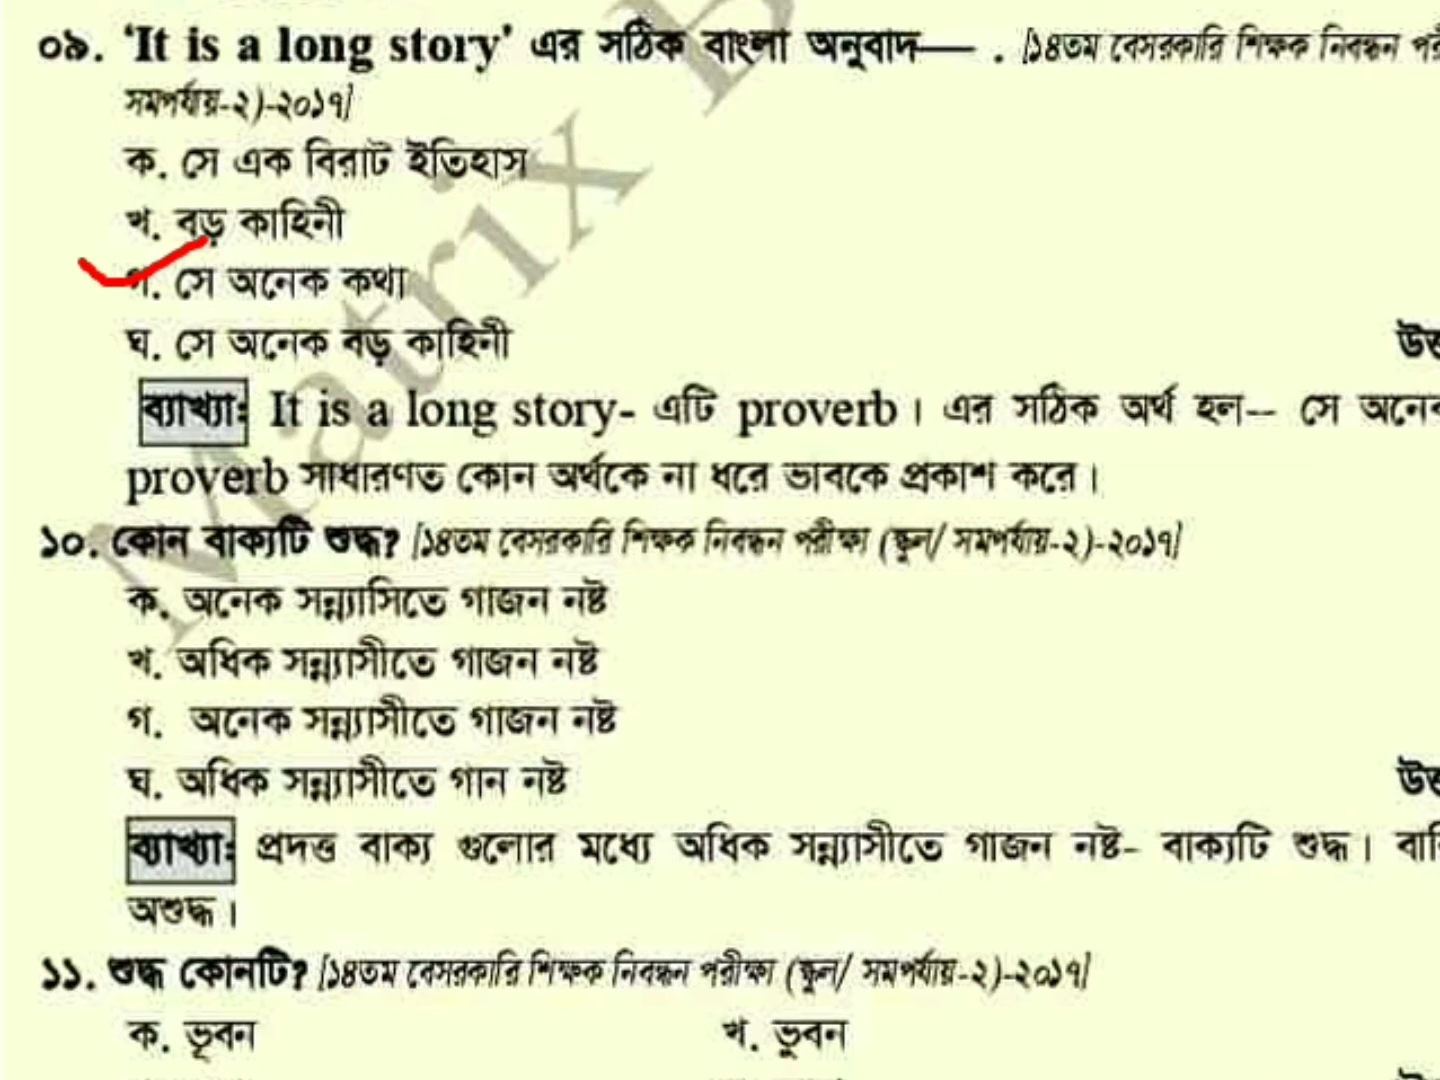 ০৯. ‘It is a long story’ এর সঠিক বাংলা অনুবাদ— . [১৪তম বেসরকারি শিক্ষক নিবন্ধন
সমপর্যায়-২)-২০১৭]
ক. সে এক বিরাট ইতিহাস
খ. বড় কাহিনী
গ. সে অনেক কথা
ঘ. সে অনেক বড় কাহিনী
ব্যাখ্যা: It is a long story- এটি proverb। এর সঠিক অর্থ হল– সে
proverb সাধারণত কোন অর্থকে না ধরে ভাবকে প্রকাশ করে।
১০. কোন বাক্যটি শুদ্ধ? [১৪তম বেসরকারি শিক্ষক নিবন্ধন পরীক্ষা (স্কুল/ সমপর্যায়-২)-২০১৭]
ক. অনেক সন্ন্যাসিতে গাজন নষ্ট
খ. অধিক সন্ন্যাসীতে গাজন নষ্ট
গ. অনেক সন্ন্যাসীতে গাজন নষ্ট
ঘ. অধিক সন্ন্যাসীতে গান নষ্ট
ব্যাখ্যা: প্রদত্ত বাক্য গুলোর মধ্যে অধিক সন্ন্যাসীতে গাজন নষ্ট- বাক্যটি শুদ্ধ।
অশুদ্ধ।
১১. শুদ্ধ কোনটি? [১৪তম বেসরকারি শিক্ষক নিবন্ধন পরীক্ষা (স্কুল/ সমপর্যায়-২)-২০১৭]
ক. ভূবন খ. ভুবন
Matrix